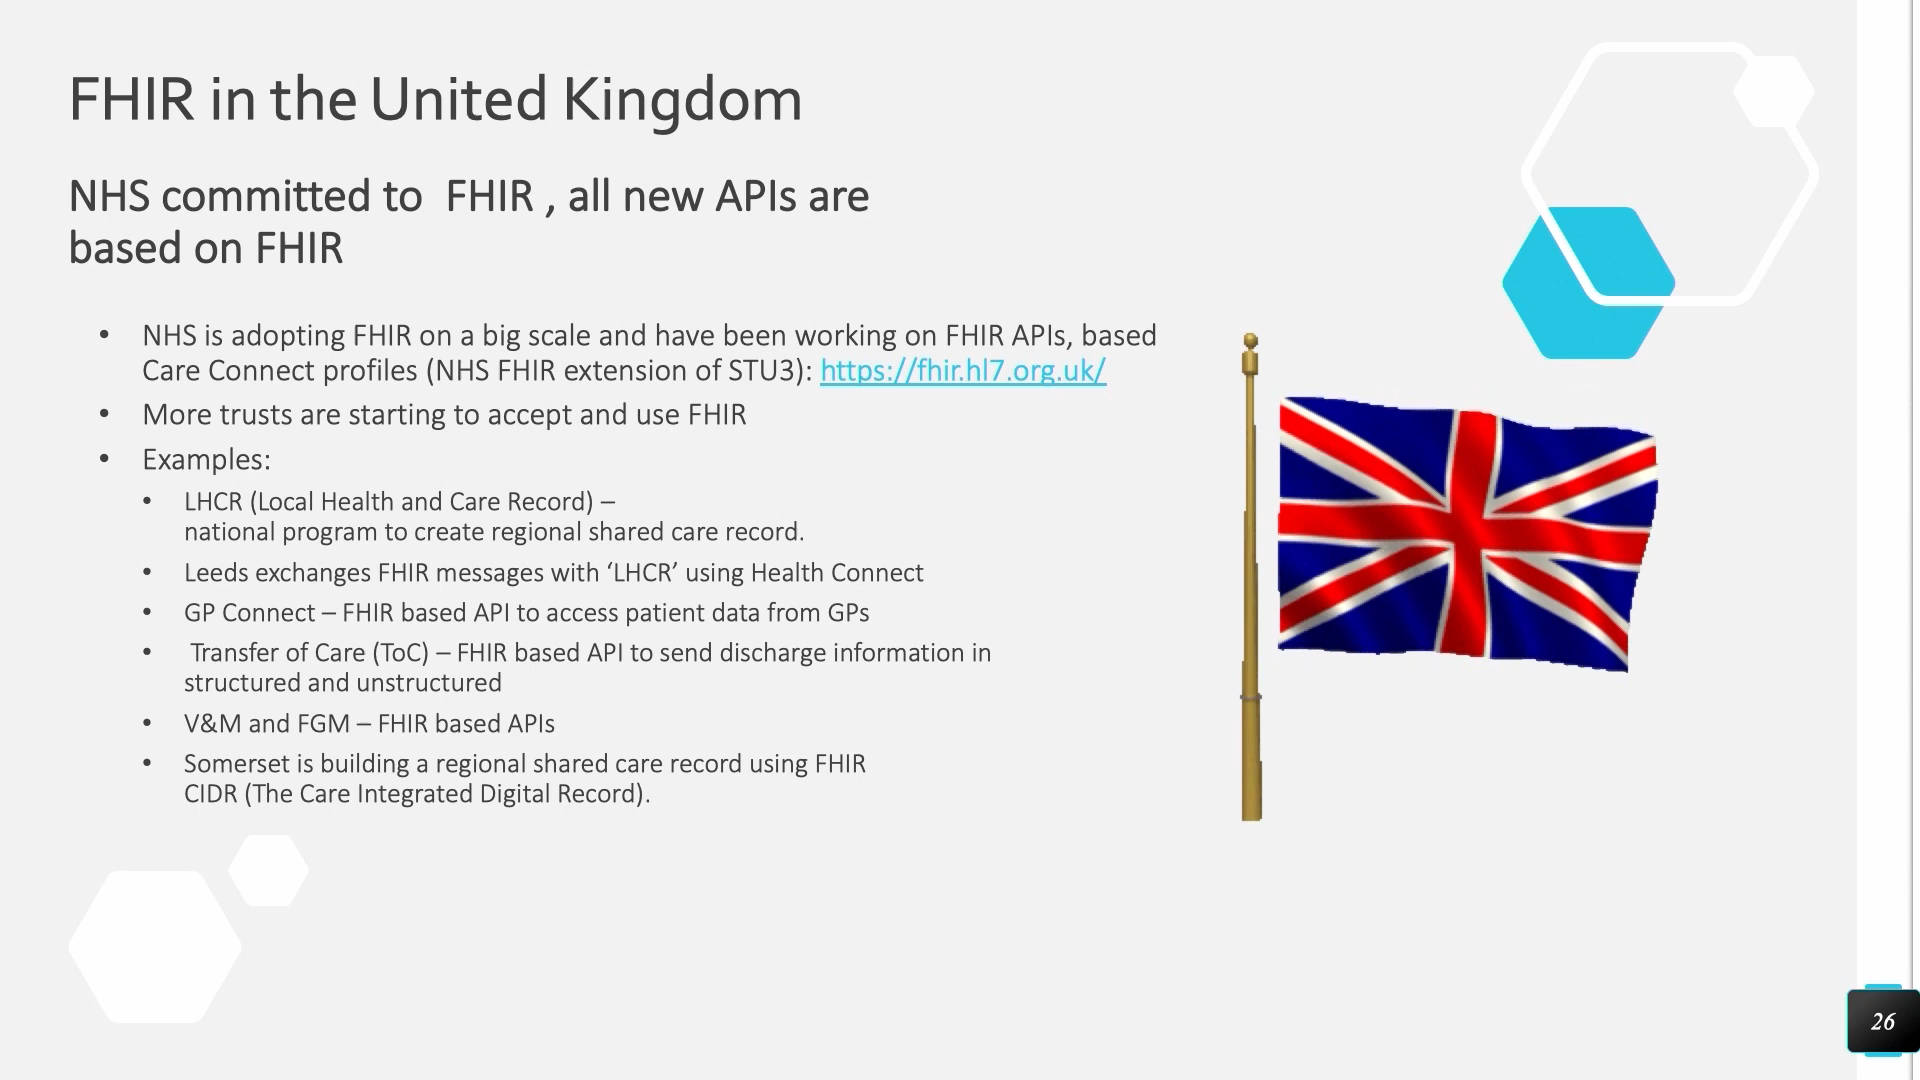 FHIR in the United Kingdom
NHS committed to  FHIR , all new APIs are
based on FHIR
• NHS is adopting FHIR on a big scale and have been working on FHIR APIs, based
Care Connect profiles (NHS FHIR extension of STU3): https://fhir.hl7.org.uk/
• More trusts are starting to accept and use FHIR
• Examples:
• LHCR (Local Health and Care Record) –
national program to create regional shared care record.
• Leeds exchanges FHIR messages with ‘LHCR’ using Health Connect
• GP Connect – FHIR based API to access patient data from GPs
• Transfer of Care (ToC) – FHIR based API to send discharge information in
structured and unstructured
• V&M and FGM – FHIR based APIs
• Somerset is building a regional shared care record using FHIR
CIDR (The Care Integrated Digital Record).
26